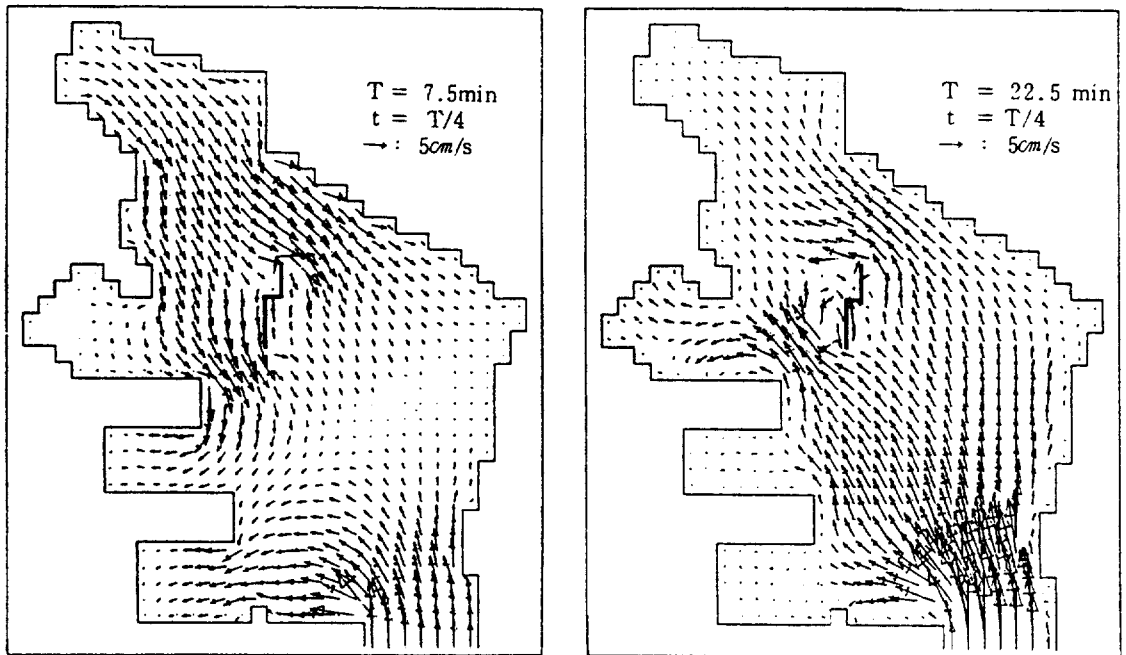 T = 7.5min
t = T/4
→ : 5cm/s
T = 22.5 min
t = T/4
→ : 5cm/s